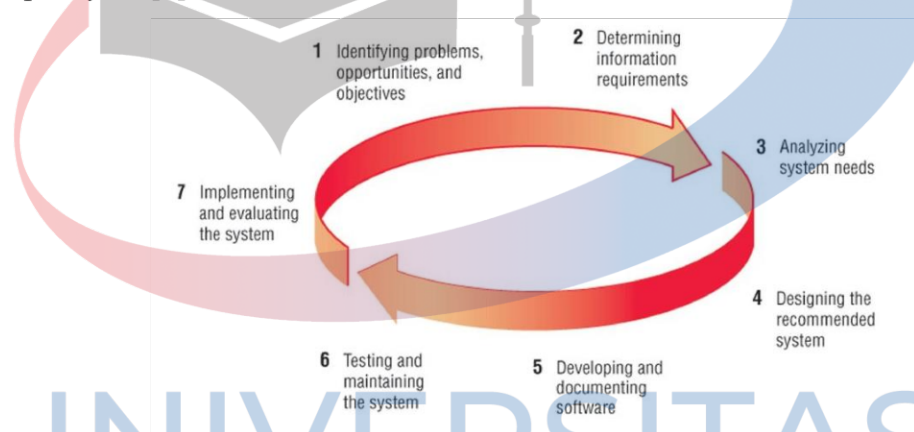 1 Identifying problems,
opportunities, and
objectives
2 Determining
information
requirements
3 Analyzing
system needs
4 Designing the
recommended
system
5 Developing and
documenting
software
6 Testing and
maintaining
the system
7 Implementing
and evaluating
the system
UNIVERSITAS